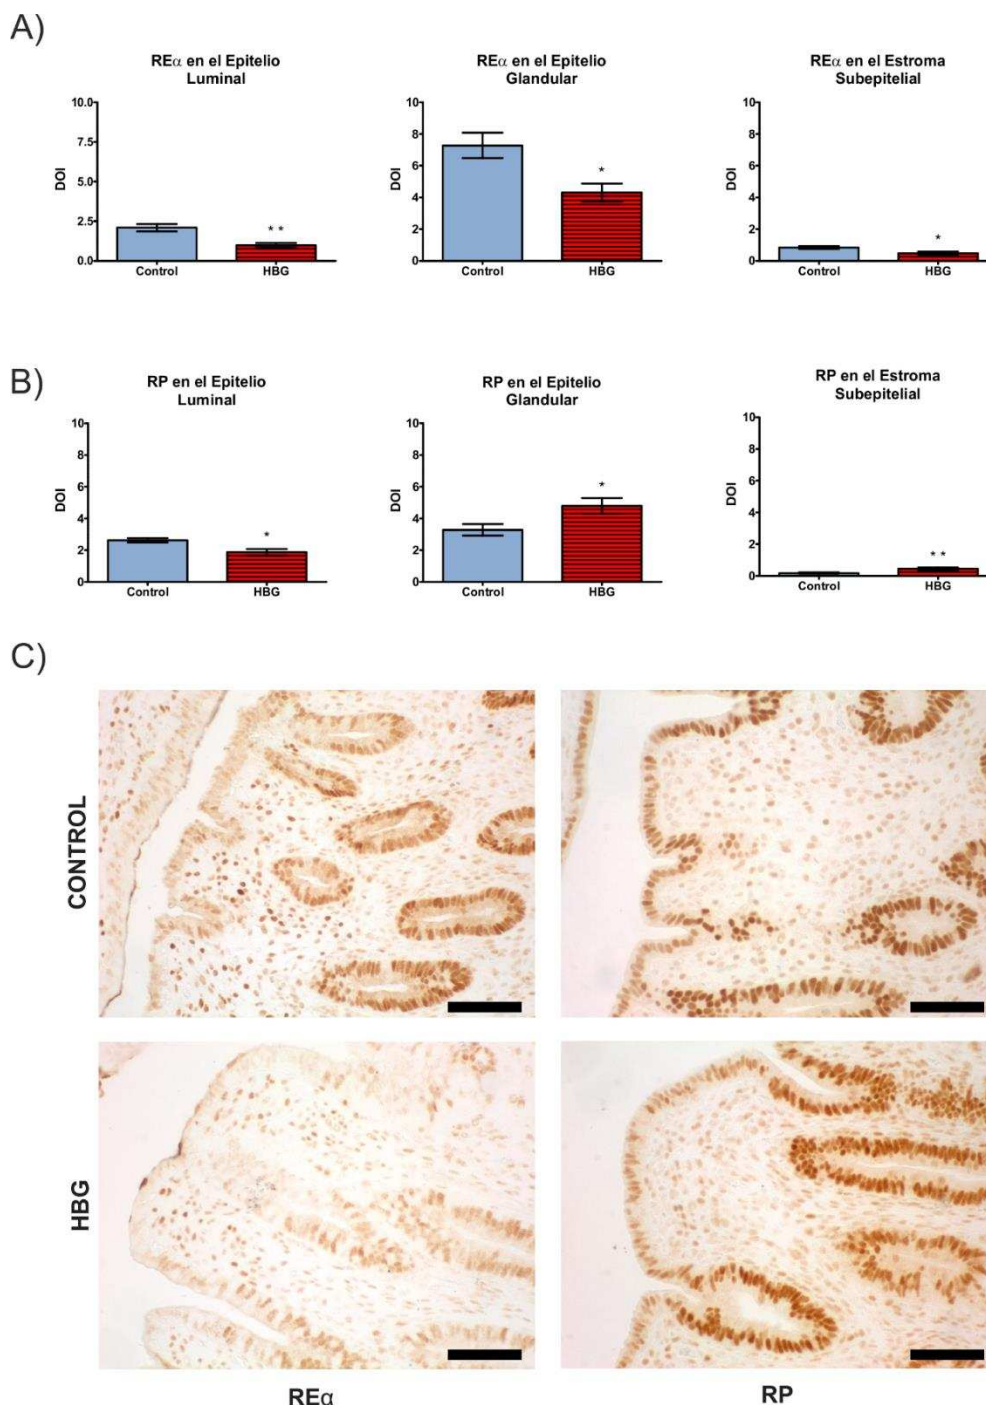 A)
REα en el Epitelio
Luminal
10.0
7.5
5.0
2.5
0.0
DOI
* *
Control
HBG
REα en el Epitelio
Glandular
10
8
6
4
2
0
DOI
*
Control
HBG
REα en el Estroma
Subepitelial
10
8
6
4
2
0
DOI
*
Control
HBG
B)
RP en el Epitelio
Luminal
10
8
6
4
2
0
DOI
*
Control
HBG
RP en el Epitelio
Glandular
10
8
6
4
2
0
DOI
*
Control
HBG
RP en el Estroma
Subepitelial
10
8
6
4
2
0
DOI
* *
Control
HBG
C)
CONTROL
HBG
REα
RP